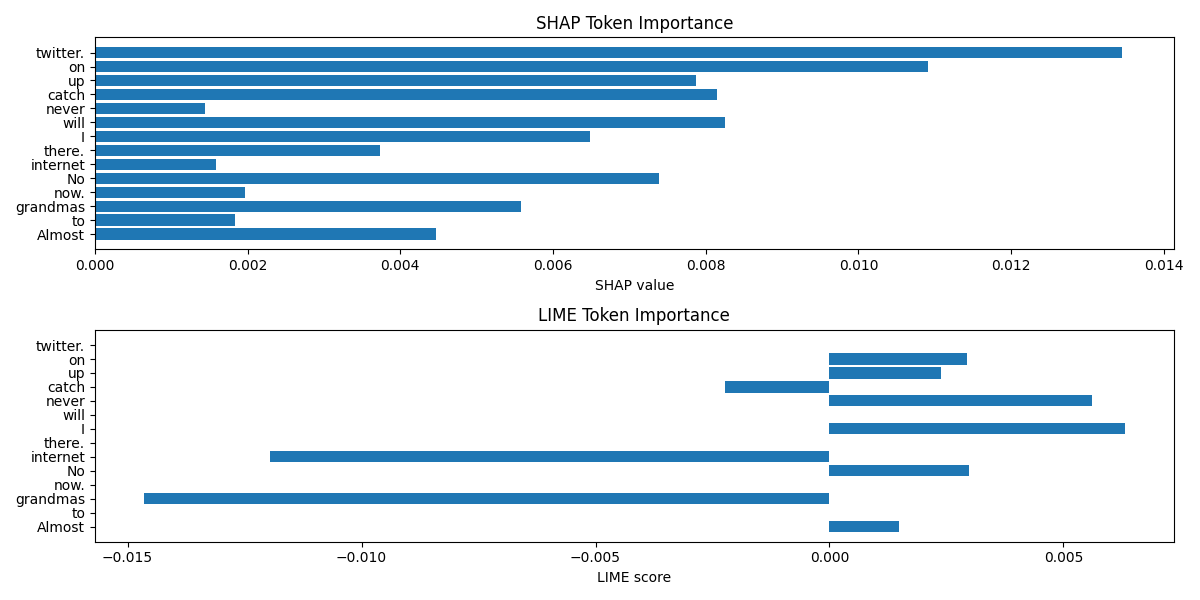 SHAP Token Importance
twitter.
on
up
catch
never
will
I
there.
internet
No
now.
grandmas
to
Almost
0.000 0.002 0.004 0.006 0.008 0.010 0.012 0.014
SHAP value
LIME Token Importance
twitter.
on
up
catch
never
will
I
there.
internet
No
now.
grandmas
to
Almost
−0.015 −0.010 −0.005 0.000 0.005
LIME score